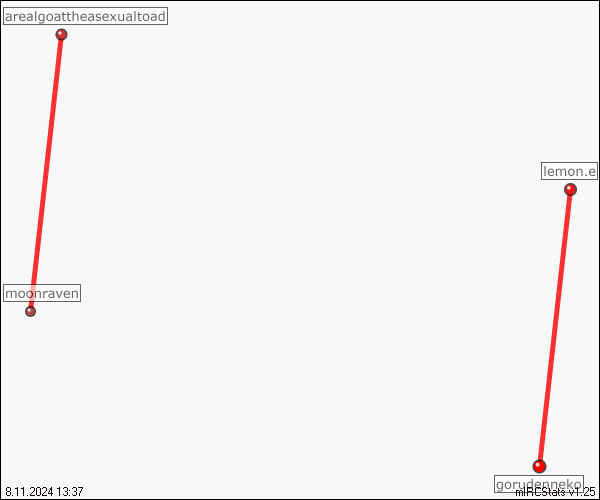 arealgoattheasexualtoad
lemon.e
moonraven
gorudenneko
8.11.2024 13:37
mIRCStats v1.25